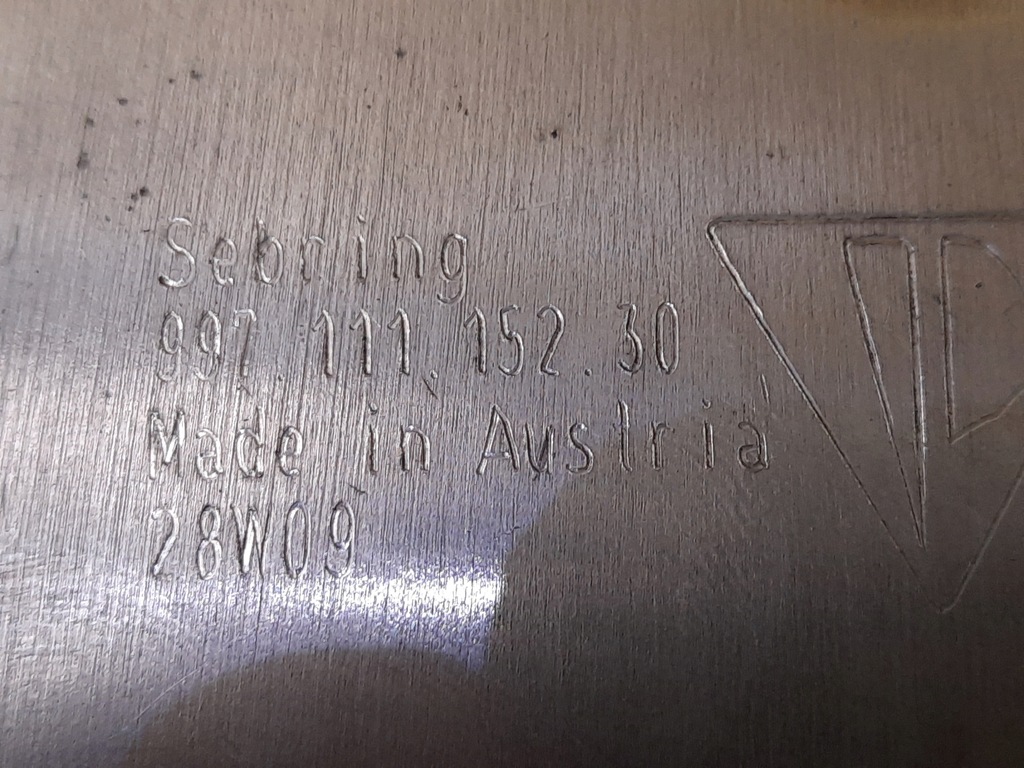 Sebring
997.111.152.30
Made in Austria
28W09